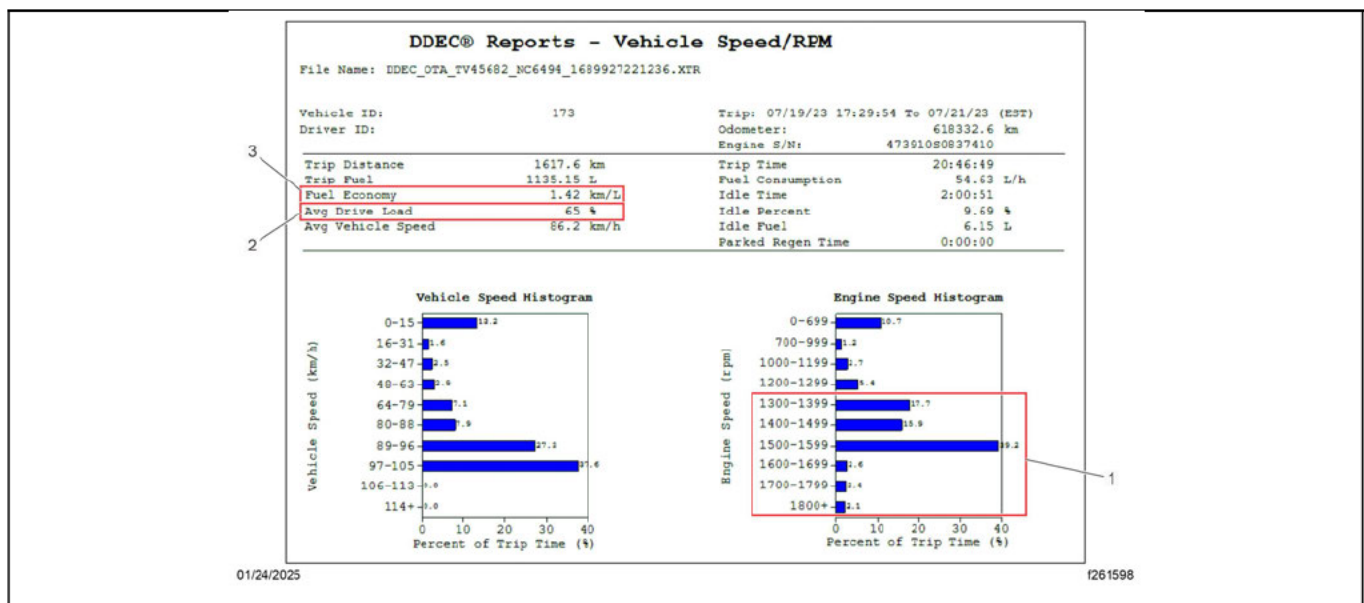 DDEC® Reports - Vehicle Speed/RPM
File Name: DDEC_OTA_TV45682_NC6494_1689927221236.XTR
Vehicle ID: 173 Trip: 07/19/23 17:29:54 To 07/21/23 (EST)
Driver ID: Odometer: 618332.6 km
Engine S/N: 473910S0837410
3
Trip Distance 1617.6 km Trip Time 20:46:49
Trip Fuel 1135.15 L Fuel Consumption 54.63 L/h
Fuel Economy 1.42 km/L Idle Time 2:00:51
Avg Drive Load 65 % Idle Percent 9.69 %
Avg Vehicle Speed 86.2 km/h Idle Fuel 6.15 L
2
Parked Regen Time 0:00:00
Vehicle Speed Histogram
Vehicle Speed (km/h)
0-15 13.2
16-31 1.6
32-47 2.5
48-63 2.9
64-79 7.1
80-88 7.9
89-96
97-105 37.6
106-113 0.0
114+ 0.0
0 10 20 30 40
Percent of Trip Time (%)
Engine Speed Histogram
Engine Speed (rpm)
0-699 10.7
700-999 1.2
1000-1199 2.7
1200-1299 5.4
1300-1399 17.7
1400-1499 15.9
1500-1599 39.2
1600-1699 2.6
1700-1799 2.4
1800+ 2.1
0 10 20 30 40
Percent of Trip Time (%)
1
01/24/2025
f261598